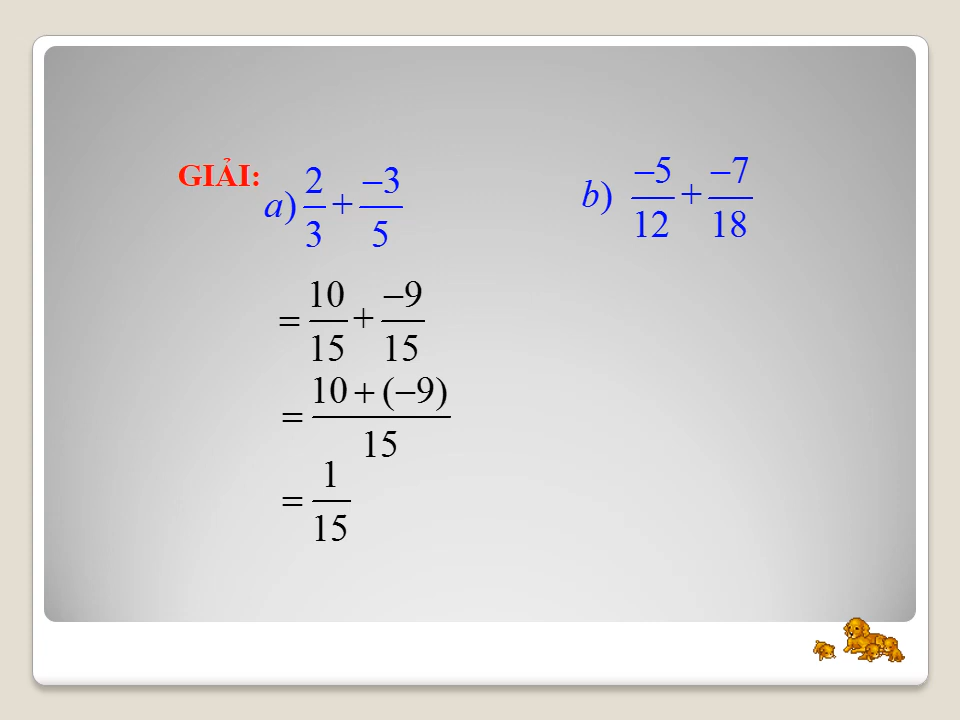 GIẢI:
a) 2/3 + −3/5
b) −5/12 + −7/18
= 10/15 + −9/15
= 10 + (−9)/15
= 1/15